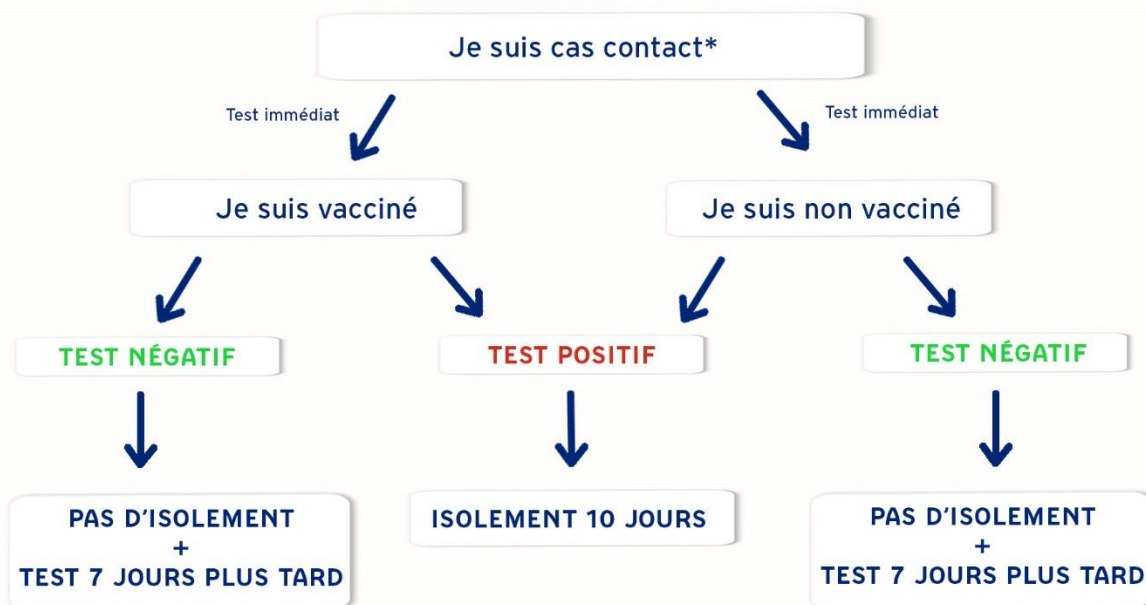 Je suis cas contact*
Test immédiat
Test immédiat
Je suis vacciné
Je suis non vacciné
TEST NÉGATIF
TEST POSITIF
TEST NÉGATIF
PAS D'ISOLEMENT
+
TEST 7 JOURS PLUS TARD
ISOLEMENT 10 JOURS
PAS D'ISOLEMENT
+
TEST 7 JOURS PLUS TARD